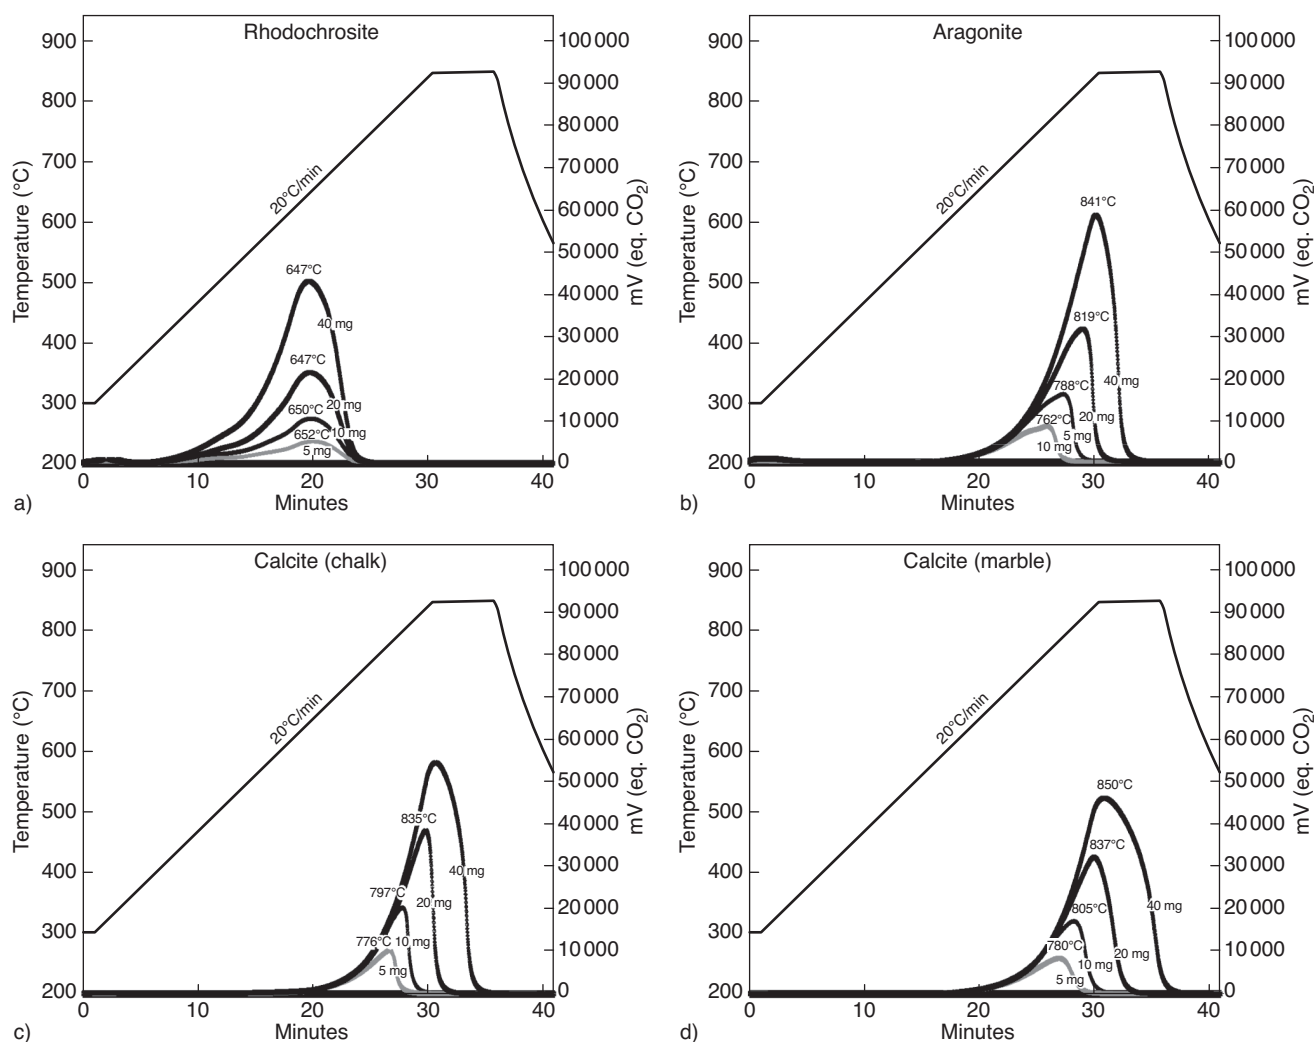 Rhodochrosite
900
800
700
600
500
400
300
200
Temperature (°C)
100 000
90 000
80 000
70 000
60 000
50 000
40 000
30 000
20 000
10 000
0
mV (eq. CO2)
20°C/min
647°C
40 mg
647°C
20 mg
650°C
10 mg
652°C
5 mg
0 10 20 30 40
Minutes
a)
Aragonite
900
800
700
600
500
400
300
200
Temperature (°C)
100 000
90 000
80 000
70 000
60 000
50 000
40 000
30 000
20 000
10 000
0
mV (eq. CO2)
20°C/min
841°C
819°C
788°C
40 mg
762°C
20 mg
5 mg
10 mg
0 10 20 30 40
Minutes
b)
Calcite (chalk)
900
800
700
600
500
400
300
200
Temperature (°C)
100 000
90 000
80 000
70 000
60 000
50 000
40 000
30 000
20 000
10 000
0
mV (eq. CO2)
20°C/min
835°C
40 mg
797°C
20 mg
776°C
10 mg
5 mg
0 10 20 30 40
Minutes
c)
Calcite (marble)
900
800
700
600
500
400
300
200
Temperature (°C)
100 000
90 000
80 000
70 000
60 000
50 000
40 000
30 000
20 000
10 000
0
mV (eq. CO2)
20°C/min
850°C
837°C
805°C
40 mg
780°C
20 mg
10 mg
5 mg
0 10 20 30 40
Minutes
d)